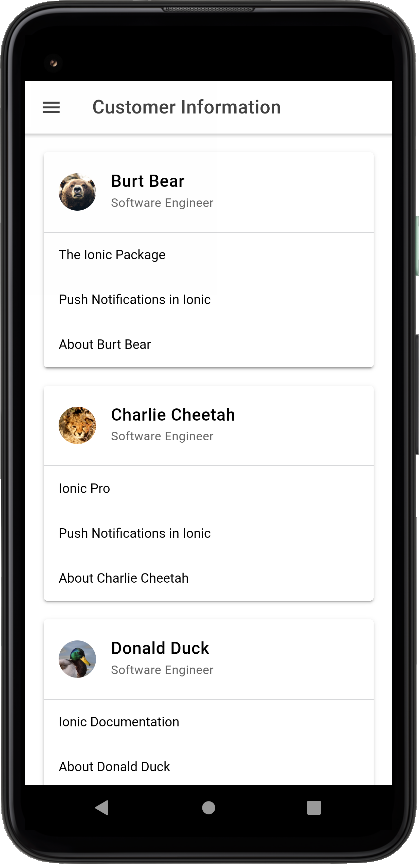 Customer Information
Burt Bear
Software Engineer
The Ionic Package
Push Notifications in Ionic
About Burt Bear
Charlie Cheetah
Software Engineer
Ionic Pro
Push Notifications in Ionic
About Charlie Cheetah
Donald Duck
Software Engineer
Ionic Documentation
About Donald Duck